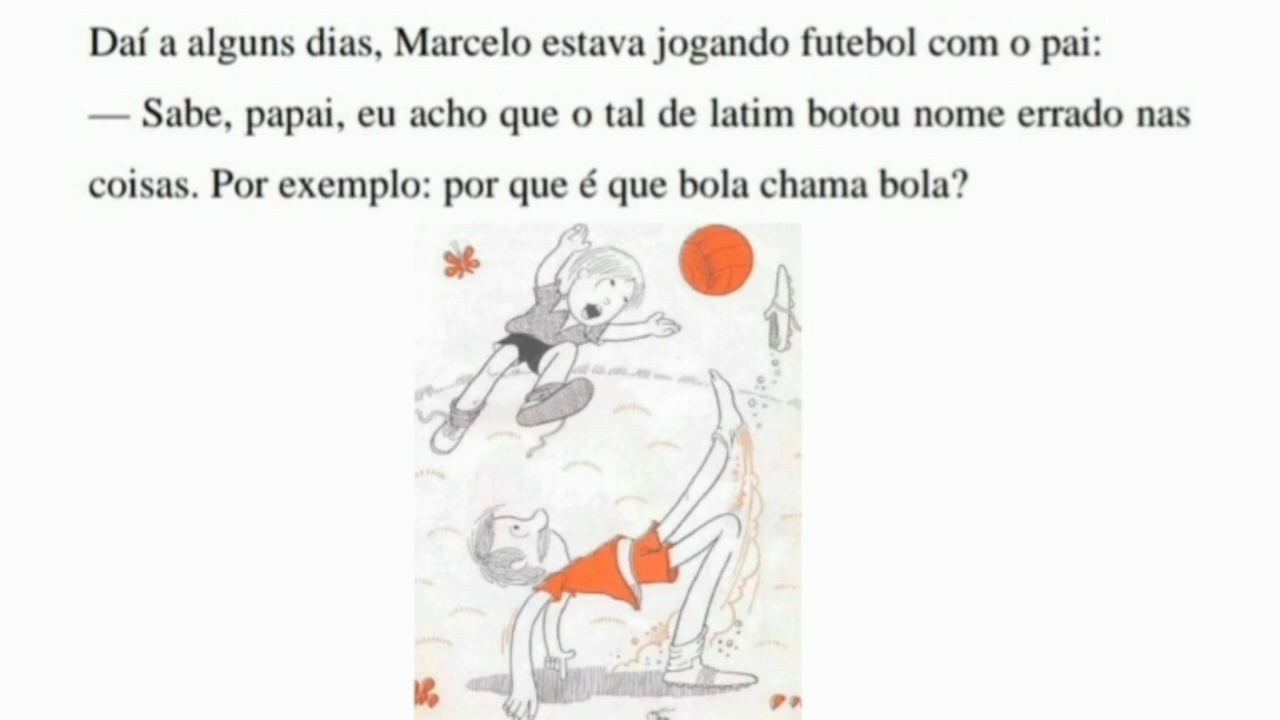 Daí a alguns dias, Marcelo estava jogando futebol com o pai:
— Sabe, papai, eu acho que o tal de latim botou nome errado nas
coisas. Por exemplo: por que é que bola chama bola?